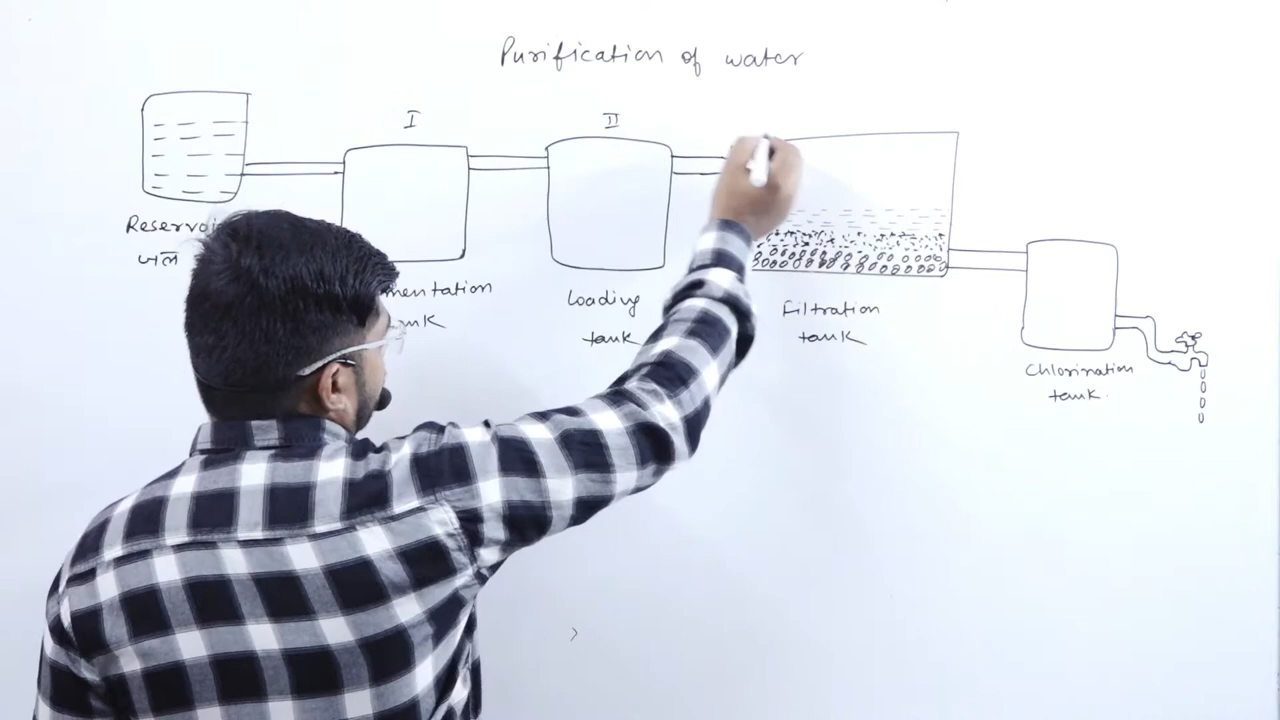 Purification of water
I
II
Reservoi
जल
mentation
tank
Loading
tank
Filtration
tank
Chlorination
tank.